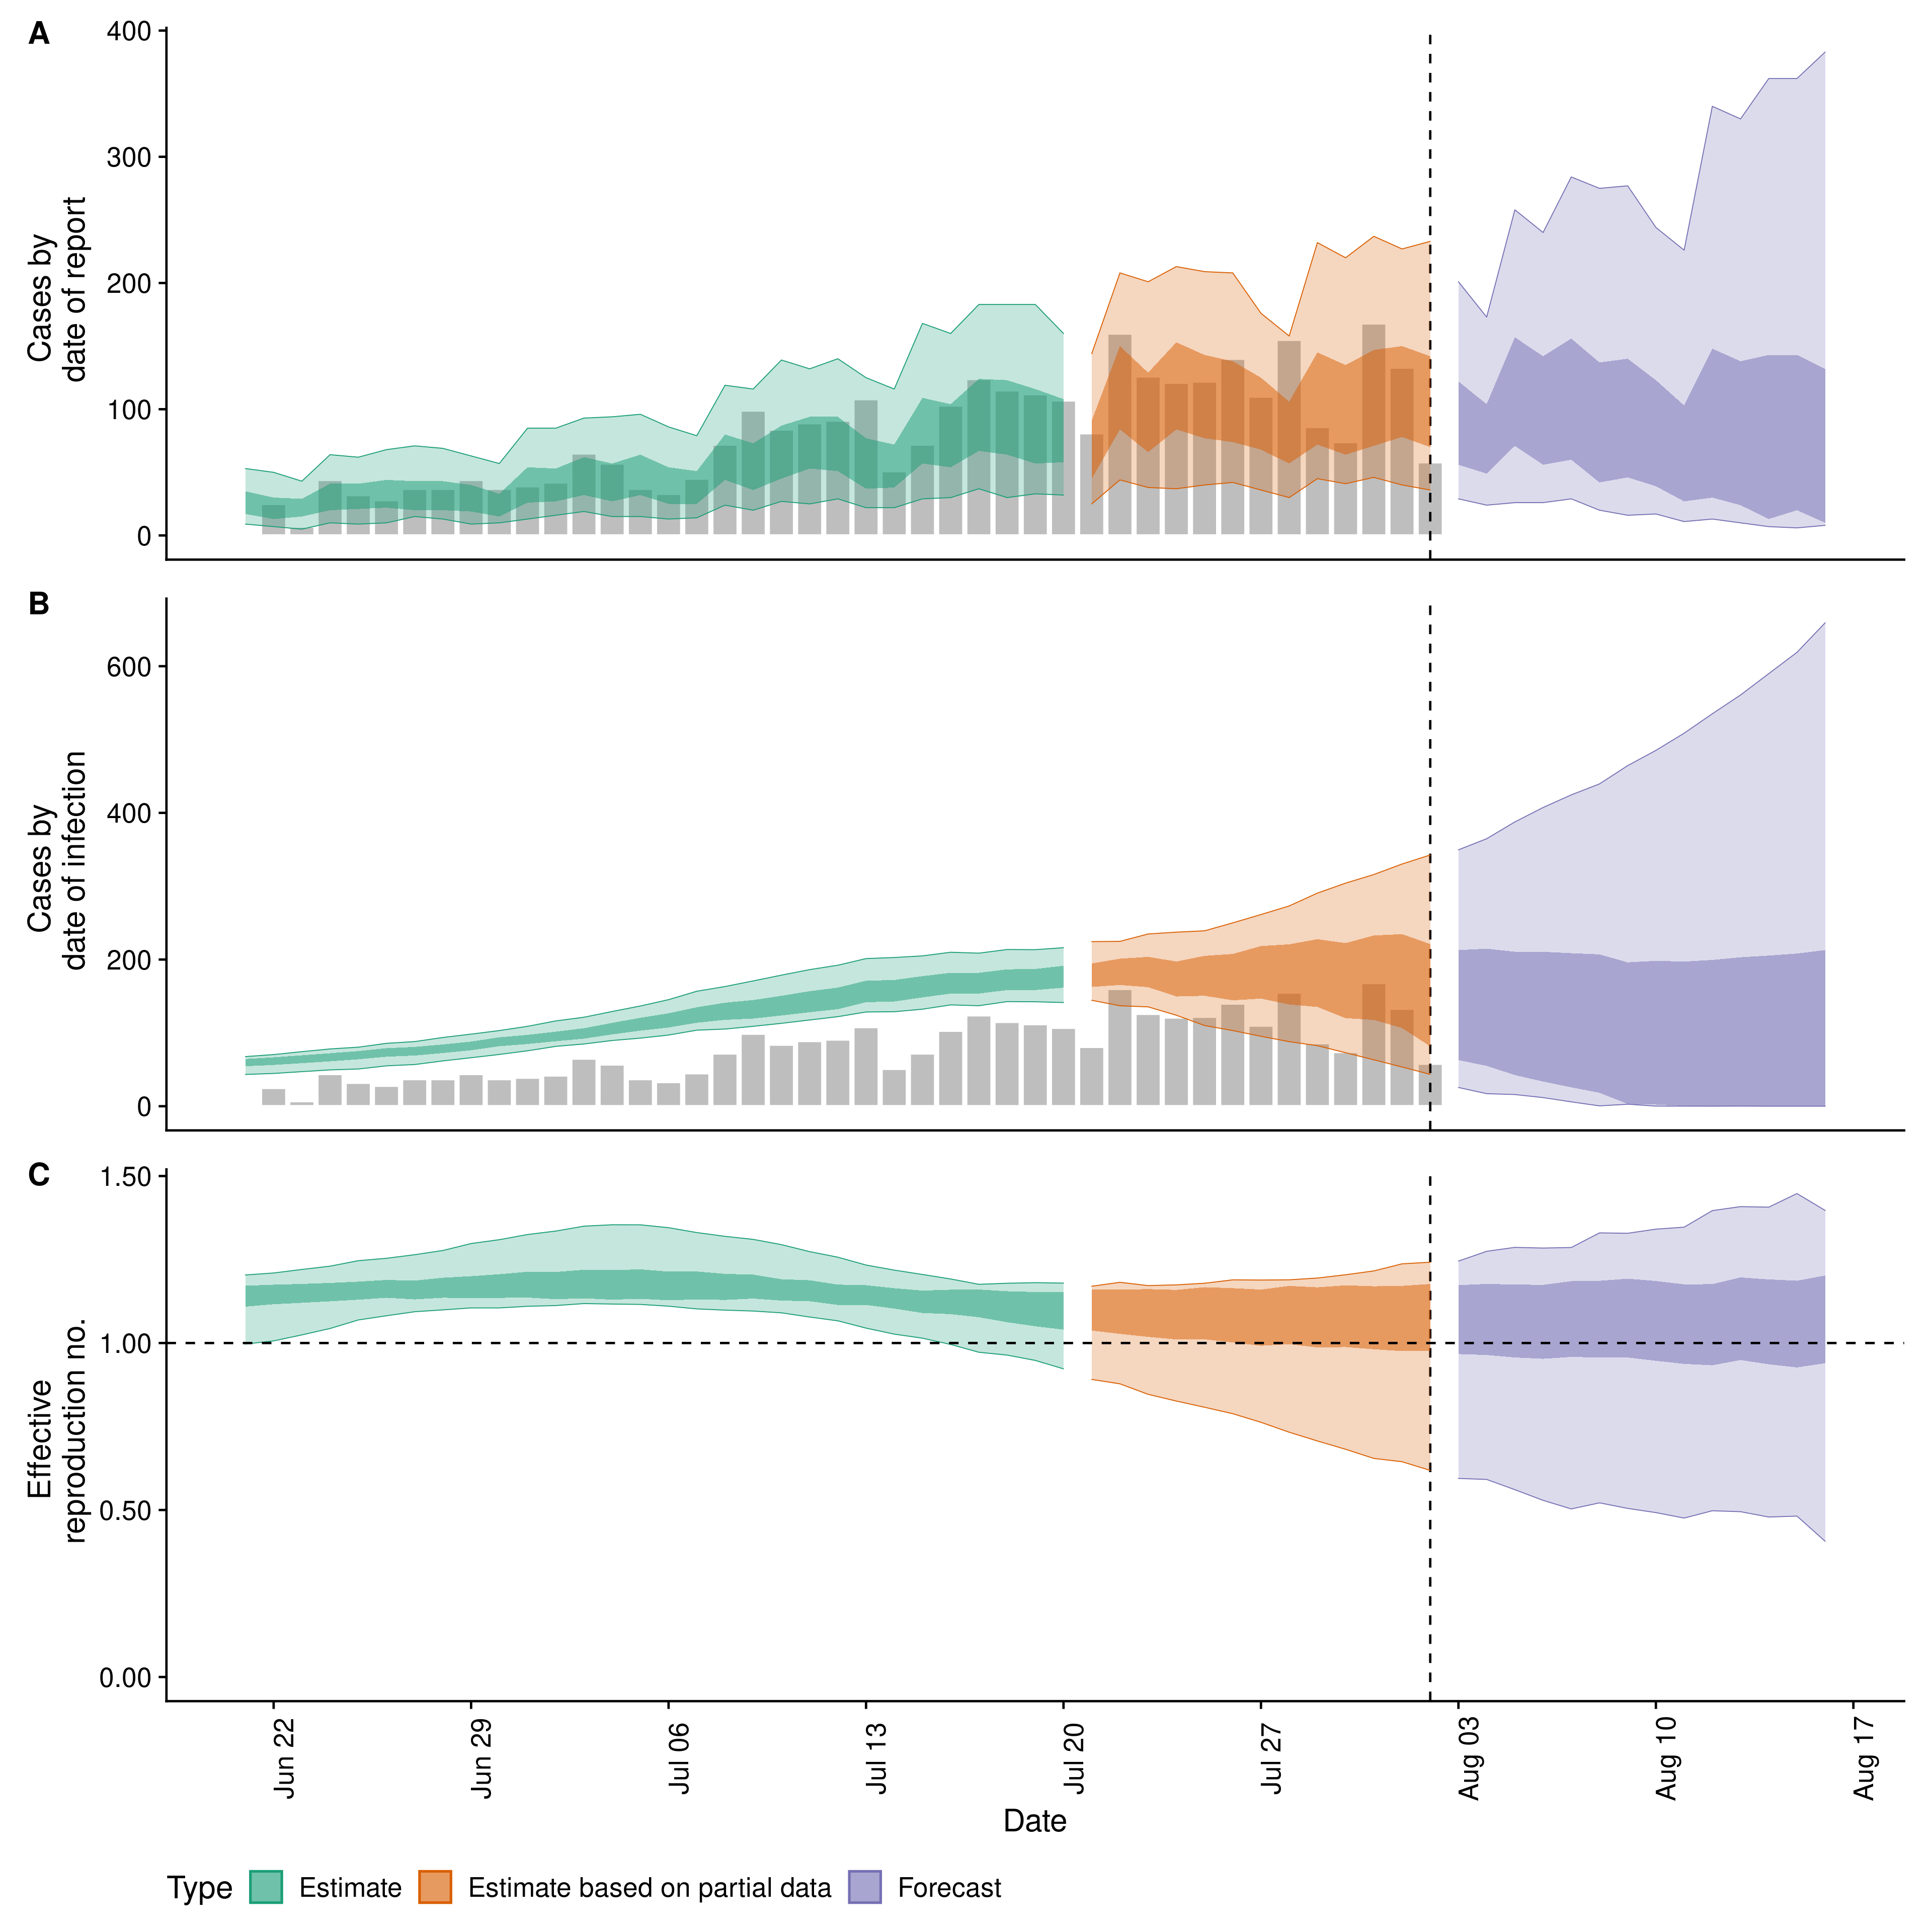 A
400
300
200
100
0
Cases by
date of report
B
600
400
200
0
Cases by
date of infection
C
1.50
1.00
0.50
0.00
Effective
reproduction no.
Jun 22
Jun 29
Jul 06
Jul 13
Jul 20
Jul 27
Aug 03
Aug 10
Aug 17
Date
Type Estimate Estimate based on partial data Forecast